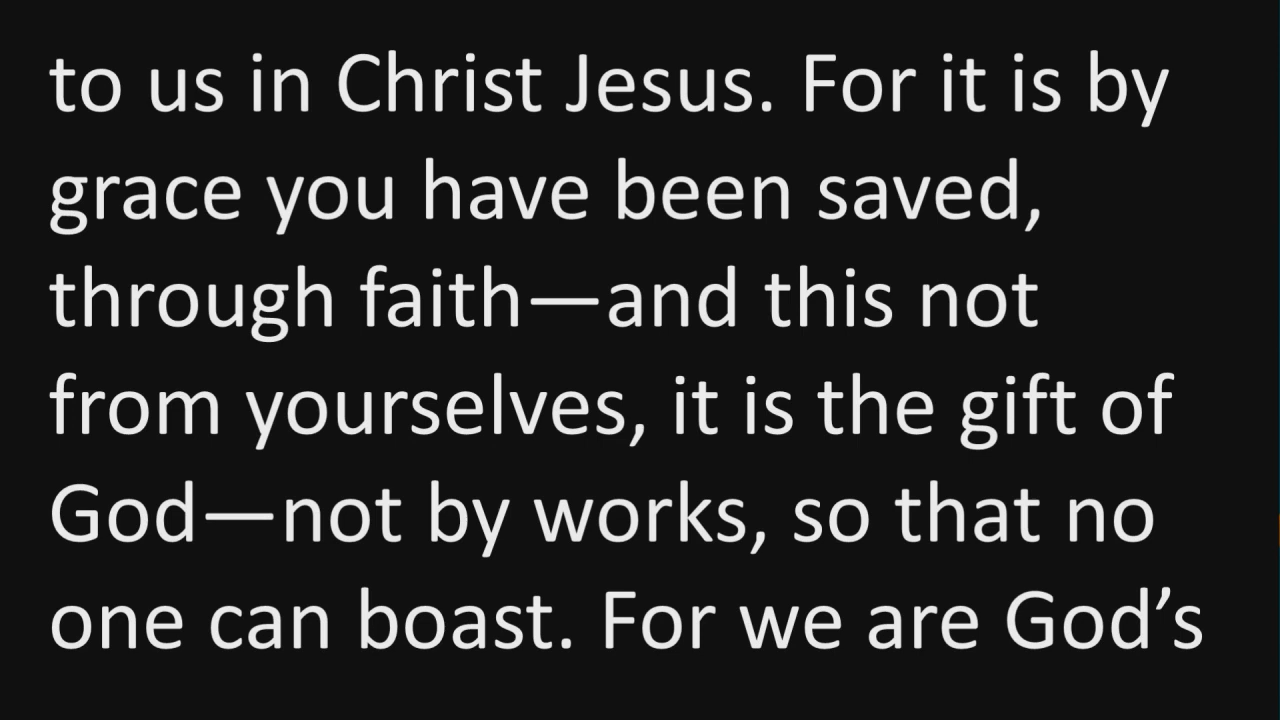 to us in Christ Jesus. For it is by
grace you have been saved,
through faith—and this not
from yourselves, it is the gift of
God—not by works, so that no
one can boast. For we are God’s